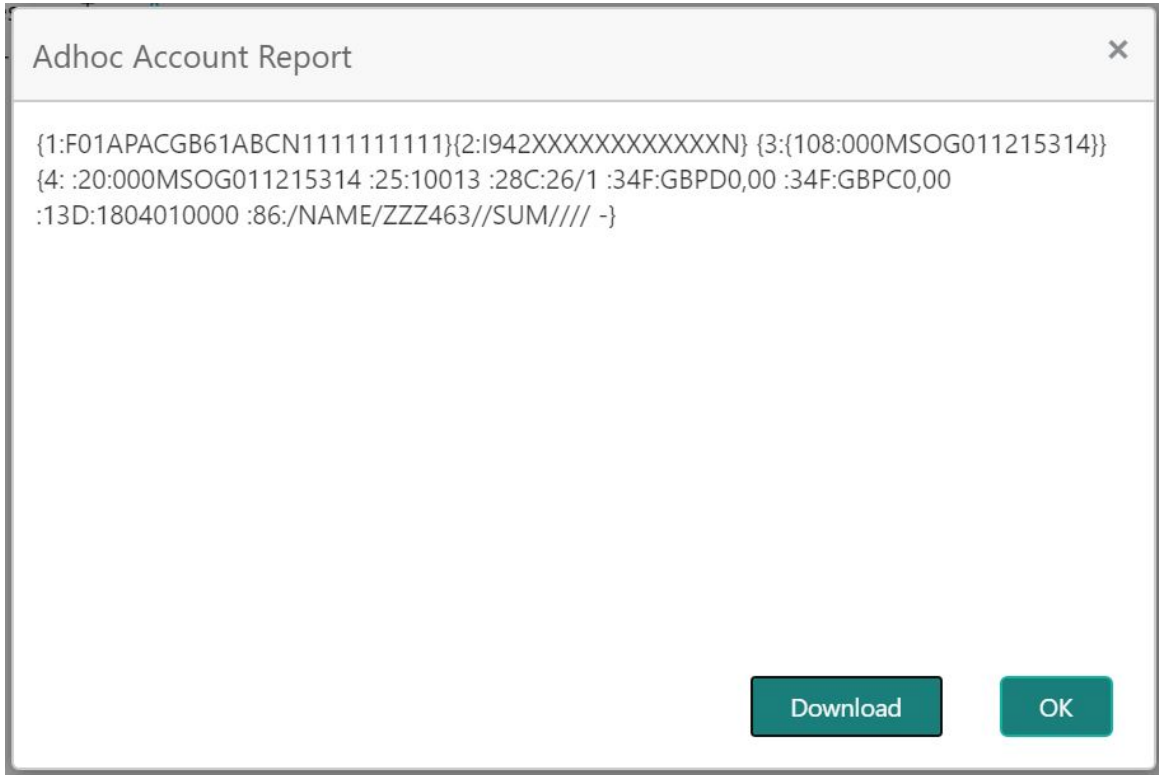 Adhoc Account Report ×
{1:F01APACGB61ABCN1111111111}{2:I942XXXXXXXXXXXXN} {3:{108:000MSOG011215314}}
{4: :20:000MSOG011215314 :25:10013 :28C:26/1 :34F:GBPD0,00 :34F:GBPC0,00
:13D:1804010000 :86:/NAME/ZZZ463//SUM//// -}
Download OK